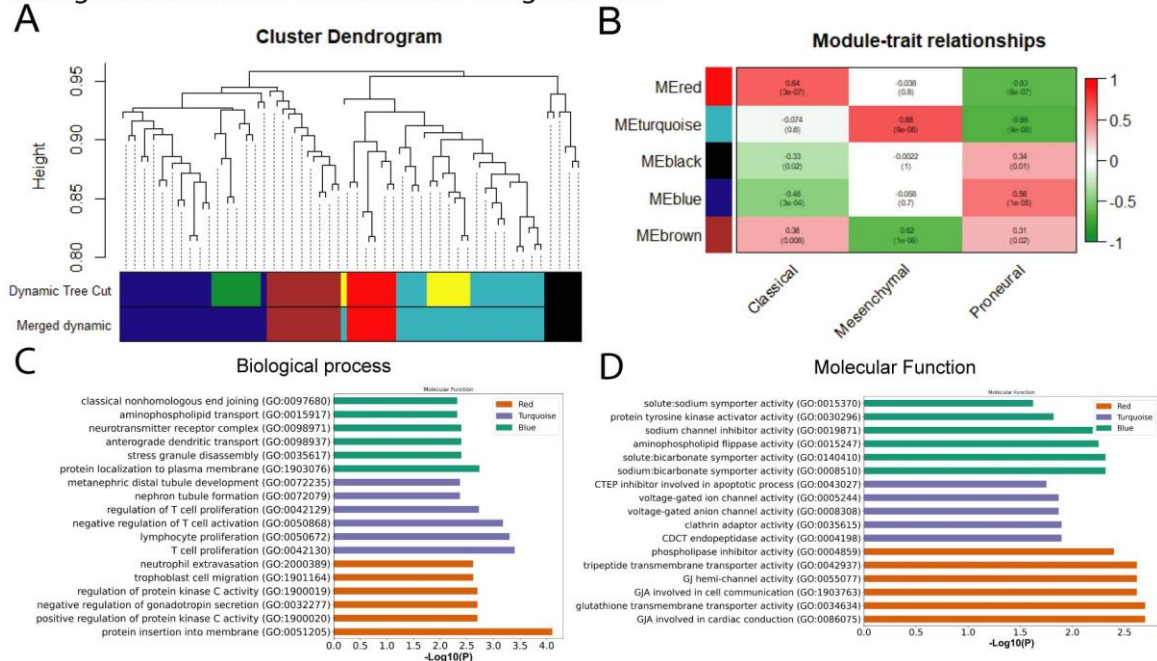 A
Cluster Dendrogram
Height
0.95
0.90
0.85
0.80
Dynamic Tree Cut
Merged dynamic
B
Module-trait relationships
MEred
0.64
(3e-07)
-0.038
(0.8)
-0.63
(6e-07)
MEturquoise
-0.074
(0.6)
0.66
(8e-08)
-0.66
(9e-08)
MEblack
-0.33
(0.02)
-0.0022
(1)
0.34
(0.01)
MEblue
-0.48
(3e-04)
-0.058
(0.7)
0.56
MEbrown
0.36
(0.008)
(1e-06)
0.31
(0.02)
1
0.5
0
-0.5
-1
Classical
Mesenchymal
Proneural
C
Biological process
Molecular Function
Red
Turquoise
Blue
classical nonhomologous end joining (GO:0097680)
aminophospholipid transport (GO:0015917)
neurotransmitter receptor complex (GO:0098971)
anterograde dendritic transport (GO:0098937)
stress granule disassembly (GO:0035617)
protein localization to plasma membrane (GO:1903076)
metanephric distal tubule development (GO:0072235)
nephron tubule formation (GO:0072079)
regulation of T cell proliferation (GO:0042129)
negative regulation of T cell activation (GO:0050868)
lymphocyte proliferation (GO:0050672)
T cell proliferation (GO:0042130)
neutrophil extravasation (GO:2000389)
trophoblast cell migration (GO:1901164)
regulation of protein kinase C activity (GO:1900019)
negative regulation of gonadotropin secretion (GO:0032277)
positive regulation of protein kinase C activity (GO:1900020)
protein insertion into membrane (GO:0051205)
0.0 0.5 1.0 1.5 2.0 2.5 3.0 3.5 4.0
-Log10(P)
D
Molecular Function
Molecular Function
Red
Turquoise
Blue
solute:sodium symporter activity (GO:0015370)
protein tyrosine kinase activator activity (GO:0030296)
sodium channel inhibitor activity (GO:0019871)
aminophospholipid flippase activity (GO:0015247)
solute:bicarbonate symporter activity (GO:0140410)
sodium:bicarbonate symporter activity (GO:0008510)
CTEP inhibitor involved in apoptotic process (GO:0043027)
voltage-gated ion channel activity (GO:0005244)
voltage-gated anion channel activity (GO:0008308)
clathrin adaptor activity (GO:0035615)
CDCT endopeptidase activity (GO:0004198)
phospholipase inhibitor activity (GO:0004859)
tripeptide transmembrane transporter activity (GO:0042937)
GJ hemi-channel activity (GO:0055077)
GJA involved in cell communication (GO:1903763)
glutathione transmembrane transporter activity (GO:0034634)
GJA involved in cardiac conduction (GO:0086075)
0.0 0.5 1.0 1.5 2.0 2.5
-Log10(P)